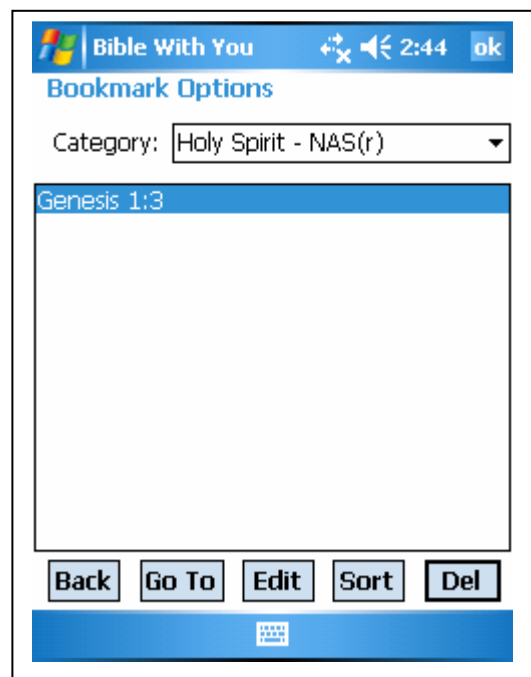 Bible With You 2:44 ok
Bookmark Options
Category: Holy Spirit - NAS(r)
Genesis 1:3
Back Go To Edit Sort Del